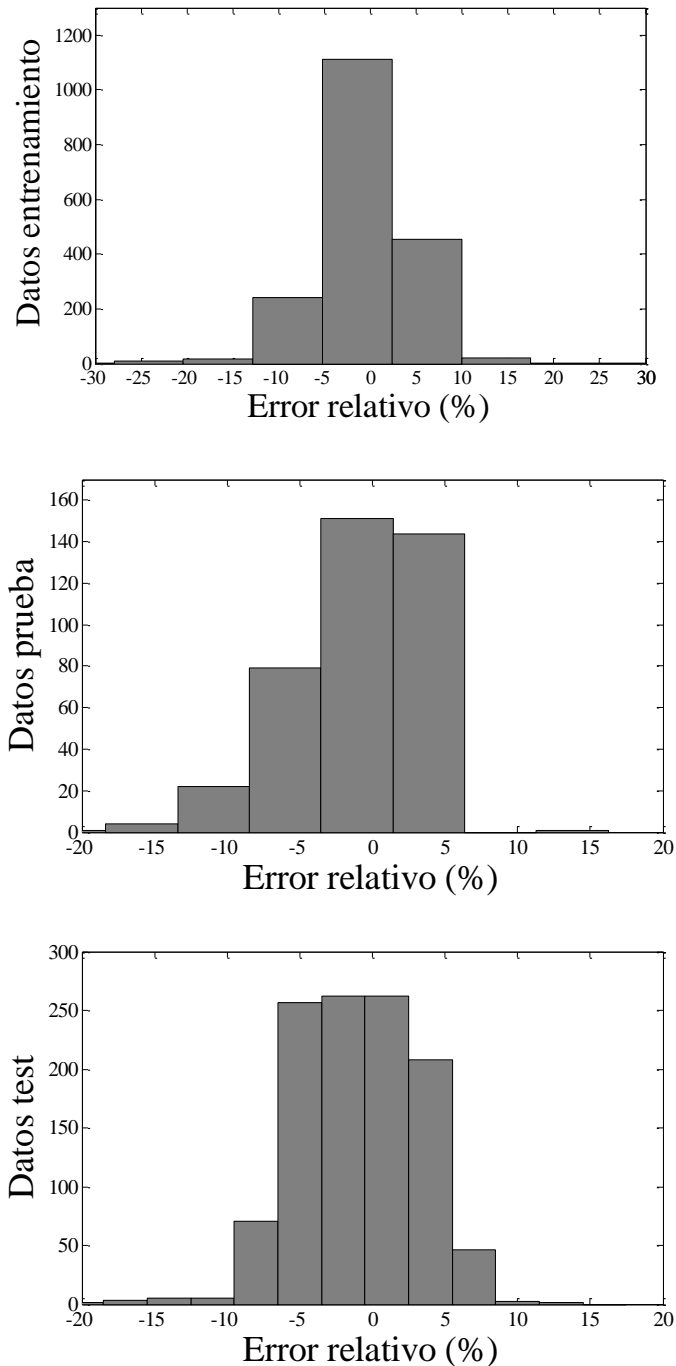 1200
1000
800
600
400
200
0
Datos entrenamiento
-30 -25 -20 -15 -10 -5 0 5 10 15 20 25 30
Error relativo (%)
160
140
120
100
80
60
40
20
0
Datos prueba
-20 -15 -10 -5 0 5 10 15 20
Error relativo (%)
300
250
200
150
100
50
0
Datos test
-20 -15 -10 -5 0 5 10 15 20
Error relativo (%)